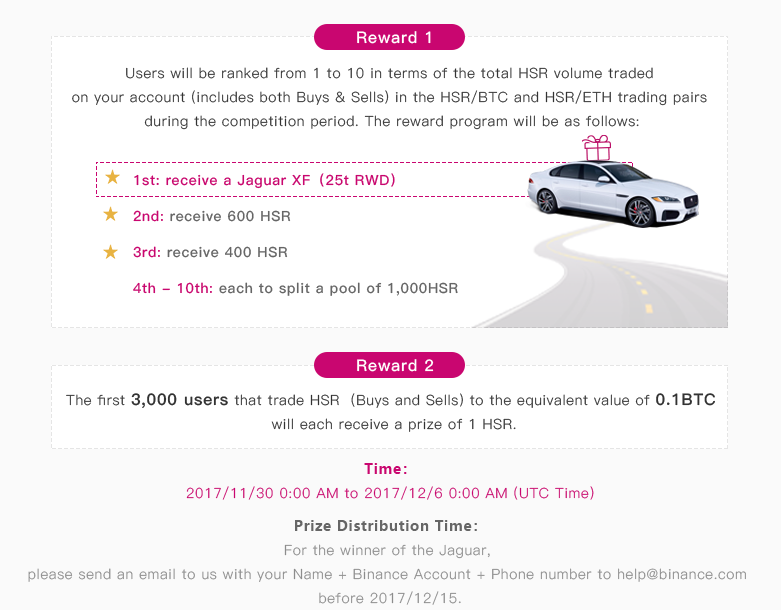 Reward 1
Users will be ranked from 1 to 10 in terms of the total HSR volume traded
on your account (includes both Buys & Sells) in the HSR/BTC and HSR/ETH trading pairs
during the competition period. The reward program will be as follows:
1st: receive a Jaguar XF (25t RWD)
2nd: receive 600 HSR
3rd: receive 400 HSR
4th - 10th: each to split a pool of 1,000HSR
Reward 2
The first 3,000 users that trade HSR (Buys and Sells) to the equivalent value of 0.1BTC
will each receive a prize of 1 HSR.
Time:
2017/11/30 0:00 AM to 2017/12/6 0:00 AM (UTC Time)
Prize Distribution Time:
For the winner of the Jaguar,
please send an email to us with your Name + Binance Account + Phone number to help@binance.com
before 2017/12/15.